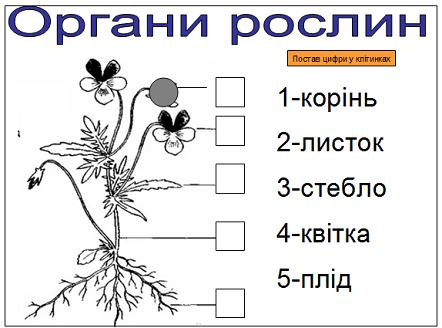 Органи рослин
Постав цифри у клітинках
1-корінь
2-листок
3-стебло
4-квітка
5-плід